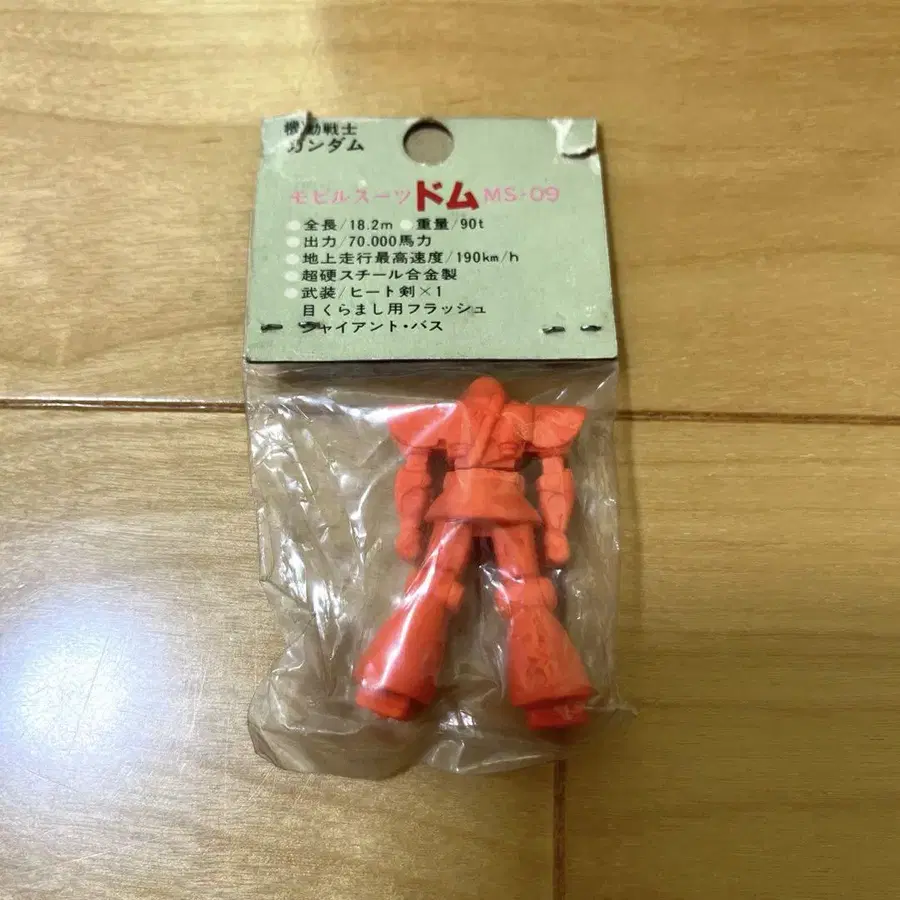 機動戦士
ガンダム
モビルスーツ ドム MS-09
●全長/18.2m ●重量/90t
●出力/70.000馬力
●地上走行最高速度/190km/h
●超硬スチール合金製
●武装/ヒート剣×1
目くらまし用フラッシュ
ジャイアント・バス